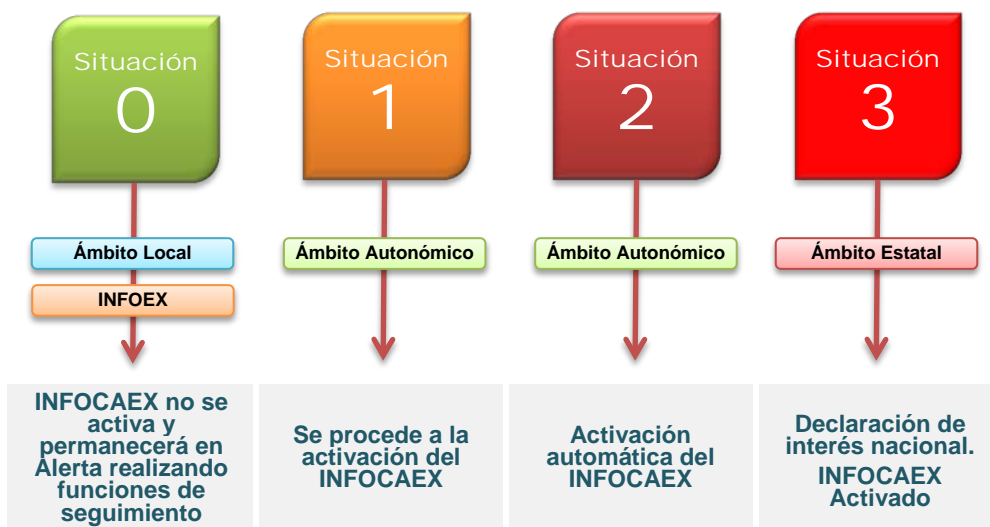 Situación
0
Ámbito Local
INFOEX
INFOCAEX no se
activa y
permanecerá en
Alerta realizando
funciones de
seguimiento
Situación
1
Ámbito Autonómico
Se procede a la
activación del
INFOCAEX
Situación
2
Ámbito Autonómico
Activación
automática del
INFOCAEX
Situación
3
Ámbito Estatal
Declaración de
interés nacional.
INFOCAEX
Activado